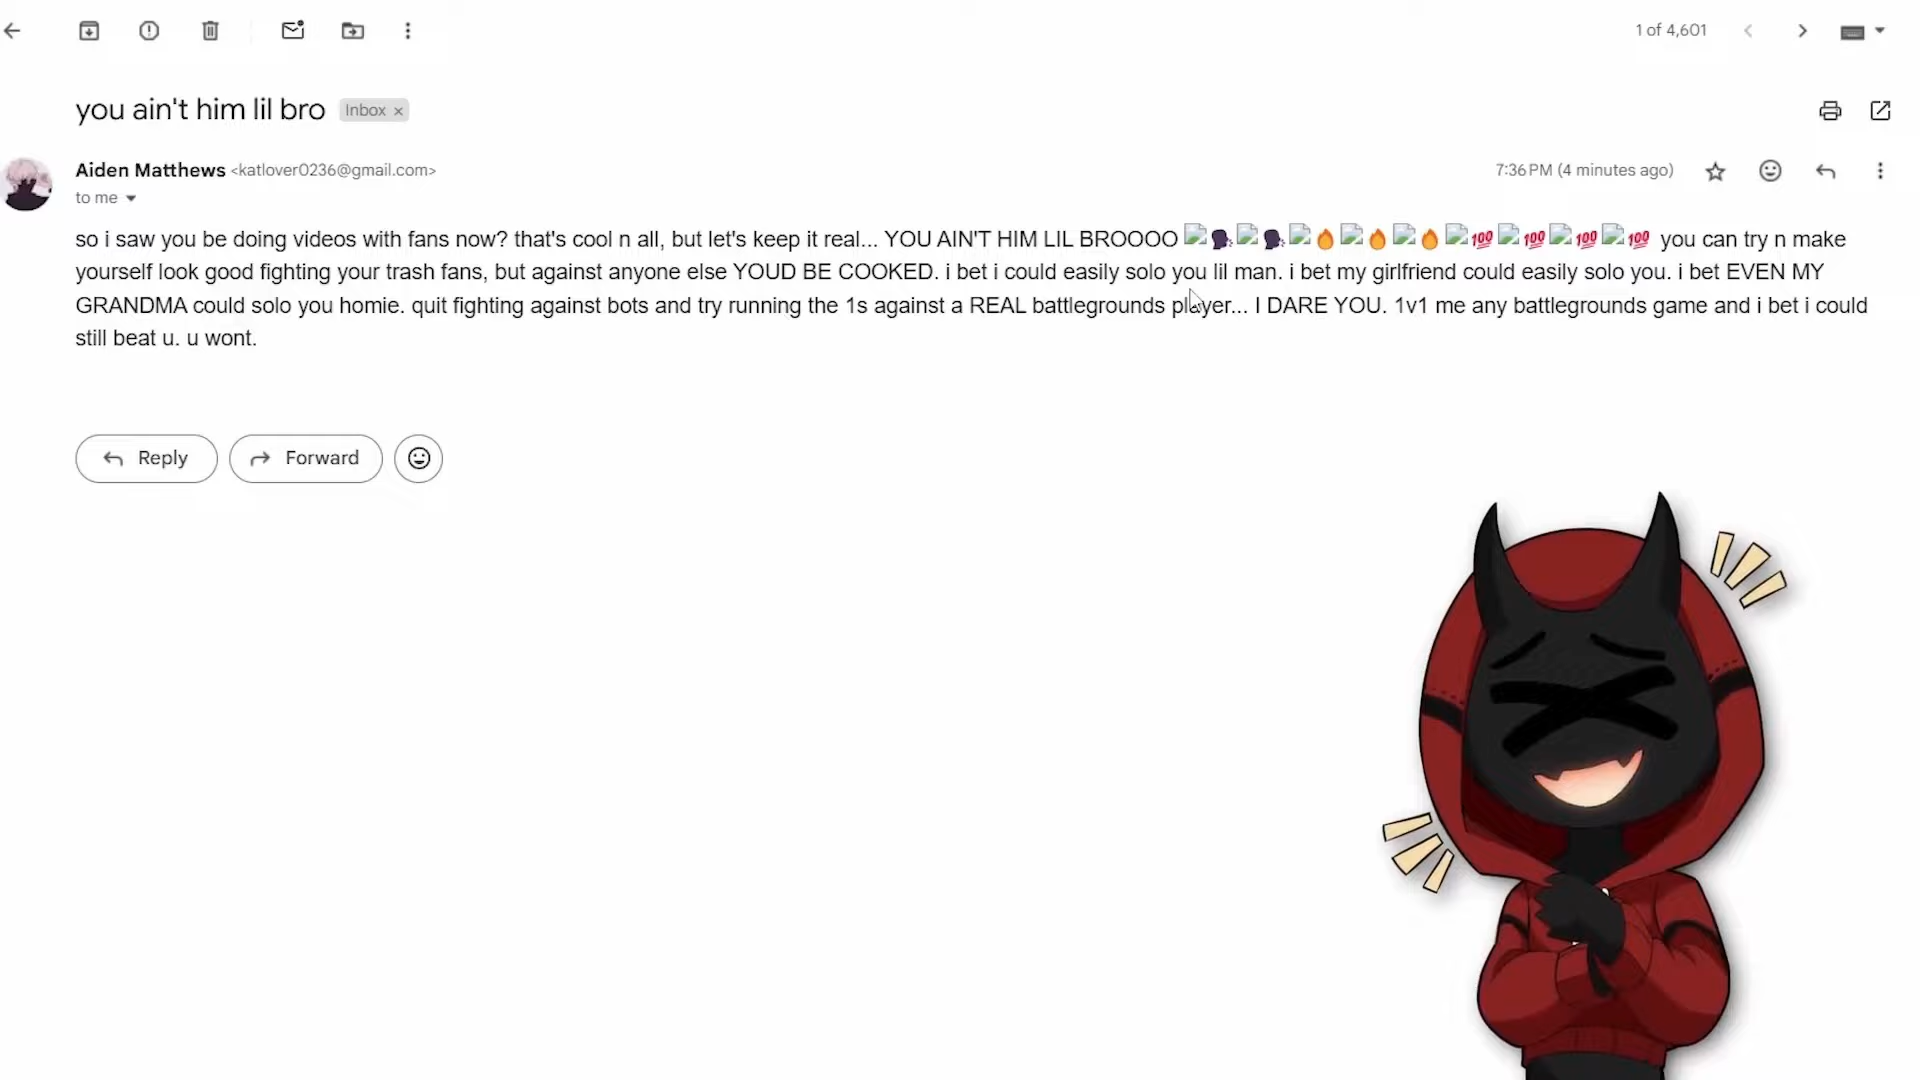 1 of 4,601
you ain't him lil bro Inbox ×
Aiden Matthews <katlover0236@gmail.com> 7:36 PM (4 minutes ago)
to me
so i saw you be doing videos with fans now? that's cool n all, but let's keep it real... YOU AIN'T HIM LIL BROOOO 🗣🗣🔥🔥🔥💯💯💯💯 you can try n make
yourself look good fighting your trash fans, but against anyone else YOUD BE COOKED. i bet i could easily solo you lil man. i bet my girlfriend could easily solo you. i bet EVEN MY
GRANDMA could solo you homie. quit fighting against bots and try running the 1s against a REAL battlegrounds player... I DARE YOU. 1v1 me any battlegrounds game and i bet i could
still beat u. u wont.
Reply Forward